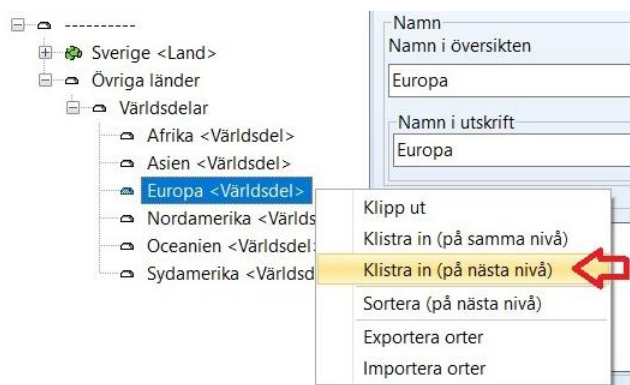 ----------
Sverige <Land>
Övriga länder
Världsdelar
Afrika <Världsdel>
Asien <Världsdel>
Europa <Världsdel>
Nordamerika <Världs
Oceanien <Världsdel
Sydamerika <Världsd
Namn
Namn i översikten
Europa
Namn i utskrift
Europa
Klipp ut
Klistra in (på samma nivå)
Klistra in (på nästa nivå)
Sortera (på nästa nivå)
Exportera orter
Importera orter